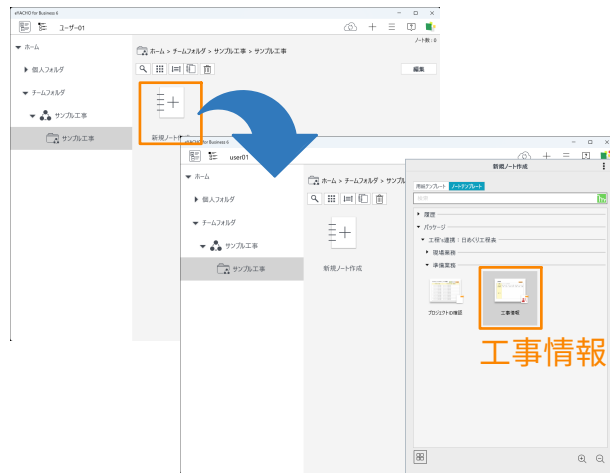 eYACHO for Business 6
ユーザー01
ノート数: 0
ホーム
ホーム > チームフォルダ > サンプル工事 > サンプル工事
個人フォルダ
編集
チームフォルダ
サンプル工事
サンプル工事
新規ノート作
eYACHO for Business 6
user01
新規ノート作成
ホーム
ホーム > チームフォルダ > サンプル
用紙テンプレート ノートテンプレート
検索
個人フォルダ
履歴
パッケージ
チームフォルダ
工程's連携：日めくり工程表
現場業務
サンプル工事
準備業務
サンプル工事
新規ノート作成
プロジェクトID確認
工事情報
工事情報